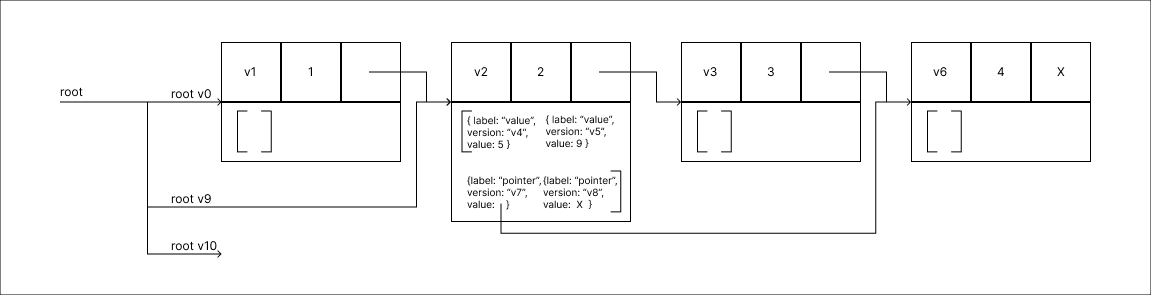 v1 1
v2 2
v3 3
v6 4 X
root
root v0
{ label: “value“, { label: “value“,
version: “v4“, version: “v5“,
value: 5 } value: 9 }
{label: “pointer“, {label: “pointer“,
version: “v7“, version: “v8“,
value: } value: X }
root v9
root v10